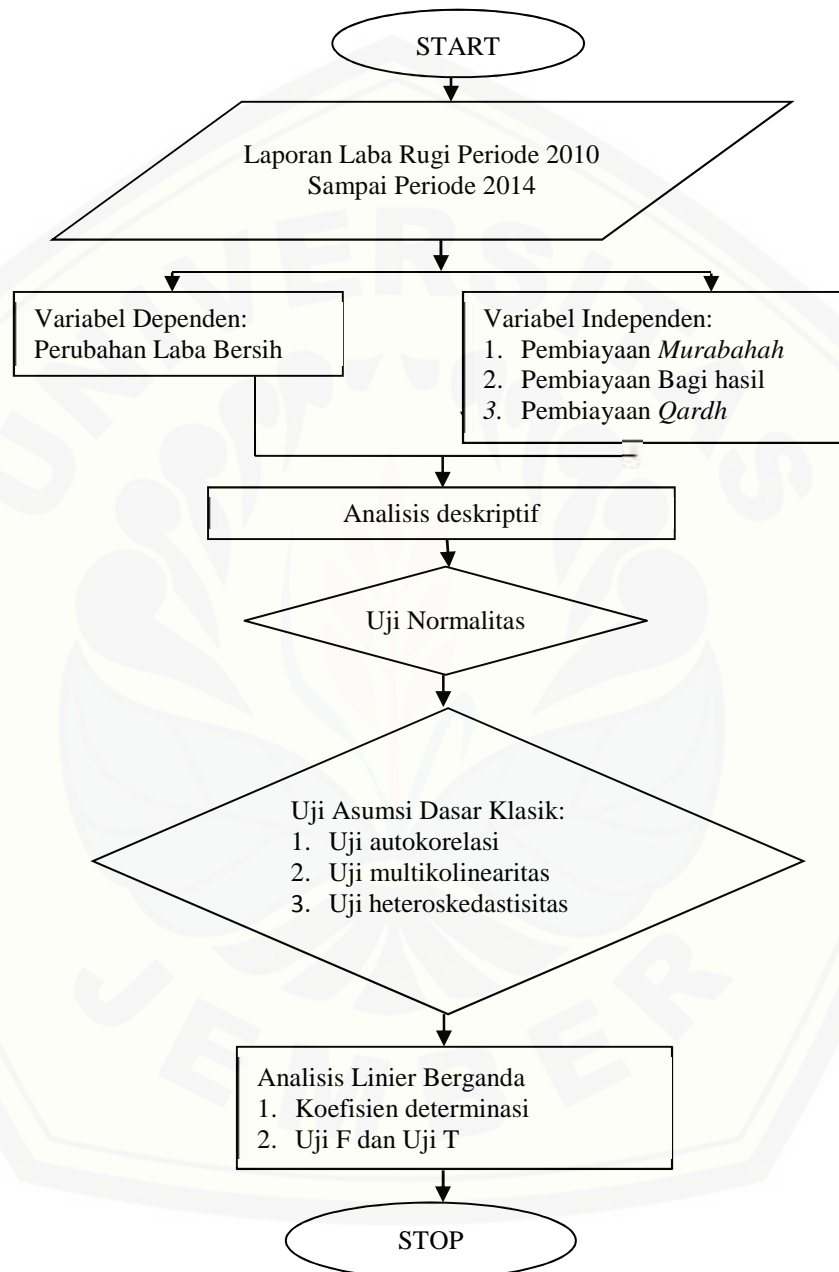 START
Laporan Laba Rugi Periode 2010
Sampai Periode 2014
Variabel Dependen:
Perubahan Laba Bersih
Variabel Independen:
1. Pembiayaan Murabahah
2. Pembiayaan Bagi hasil
3. Pembiayaan Qardh
Analisis deskriptif
Uji Normalitas
Uji Asumsi Dasar Klasik:
1. Uji autokorelasi
2. Uji multikolinearitas
3. Uji heteroskedastisitas
Analisis Linier Berganda
1. Koefisien determinasi
2. Uji F dan Uji T
STOP
UNIVERSITAS
JEMBER